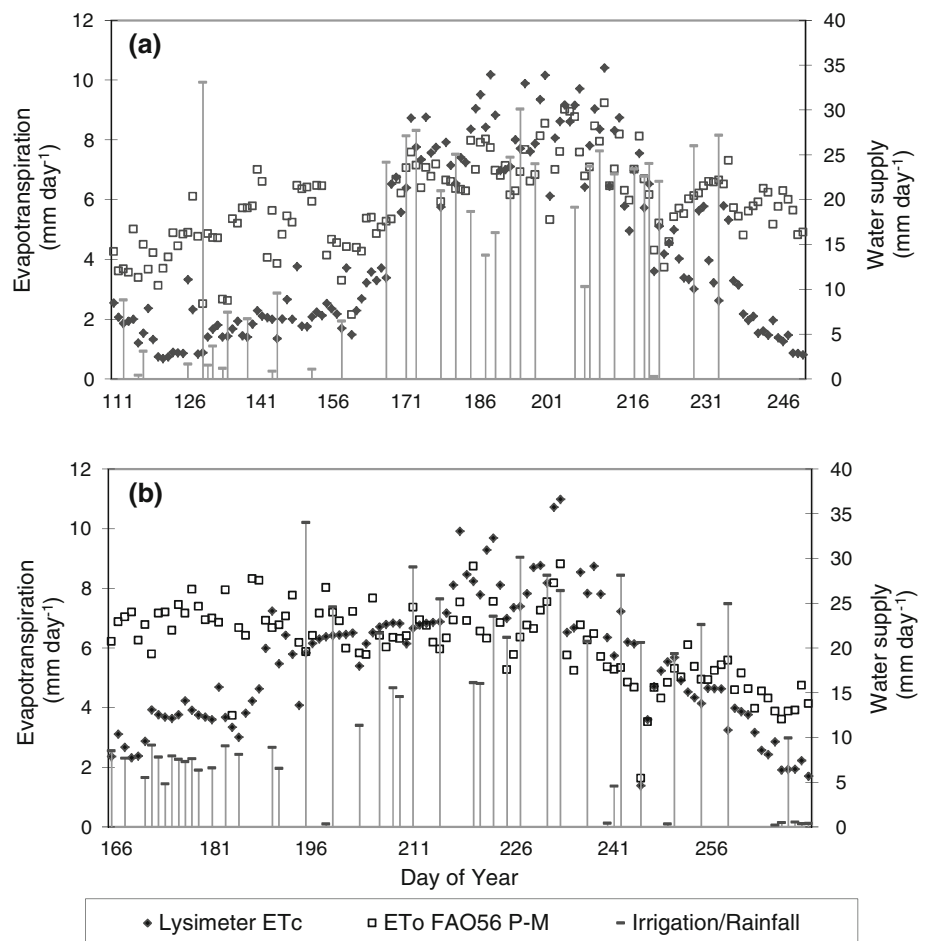 (a)
12
10
8
6
4
2
0
Evapotranspiration
(mm day-1)
40
35
30
25
20
15
10
5
0
Water supply
(mm day-1)
111 126 141 156 171 186 201 216 231 246
(b)
12
10
8
6
4
2
0
Evapotranspiration
(mm day-1)
40
35
30
25
20
15
10
5
0
Water supply
(mm day-1)
166 181 196 211 226 241 256
Day of Year
Lysimeter ETc ETo FAO56 P-M Irrigation/Rainfall